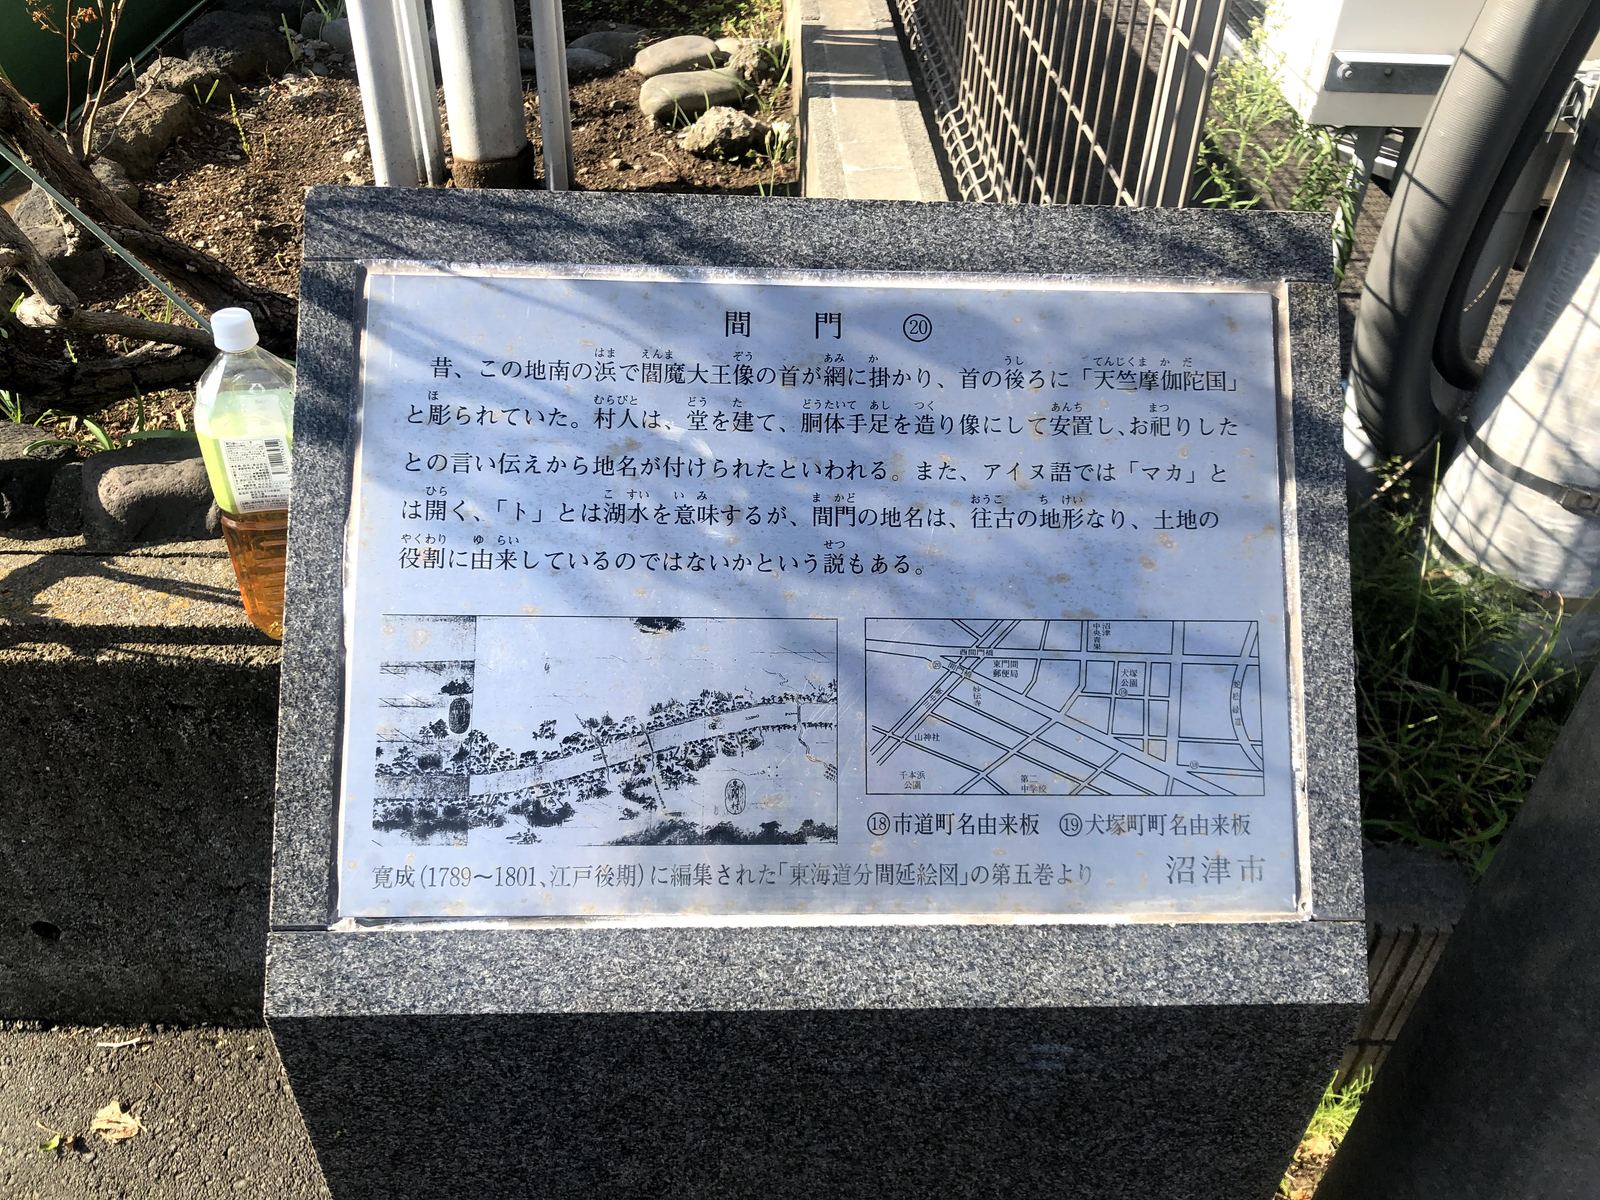 間門 ⑳
昔、この地南の浜で閻魔大王像の首が網に掛かり、首の後ろに「天竺摩伽陀国」
と彫られていた。村人は、堂を建て、胴体手足を造り像にして安置し、お祀りした
との言い伝えから地名が付けられたといわれる。また、アイヌ語では「マカ」と
は開く、「ト」とは湖水を意味するが、間門の地名は、往古の地形なり、土地の
役割に由来しているのではないかという説もある。
沼津
中央青果
西間門橋
⑳
東門間
郵便局
犬塚
公園
⑲
妙伝寺
山神社
千本浜
公園
第二
中学校
⑱
⑱市道町名由来板 ⑲犬塚町町名由来板
寛成(1789〜1801、江戸後期)に編集された「東海道分間延絵図」の第五巻より
沼津市